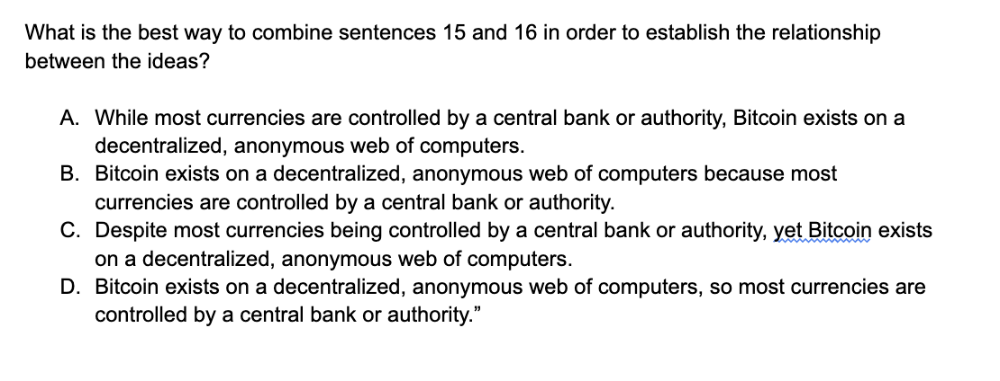 What is the best way to combine sentences 15 and 16 in order to establish the relationship
between the ideas?
A. While most currencies are controlled by a central bank or authority, Bitcoin exists on a
decentralized, anonymous web of computers.
B. Bitcoin exists on a decentralized, anonymous web of computers because most
currencies are controlled by a central bank or authority.
C. Despite most currencies being controlled by a central bank or authority, yet Bitcoin exists
on a decentralized, anonymous web of computers.
D. Bitcoin exists on a decentralized, anonymous web of computers, so most currencies are
controlled by a central bank or authority.”